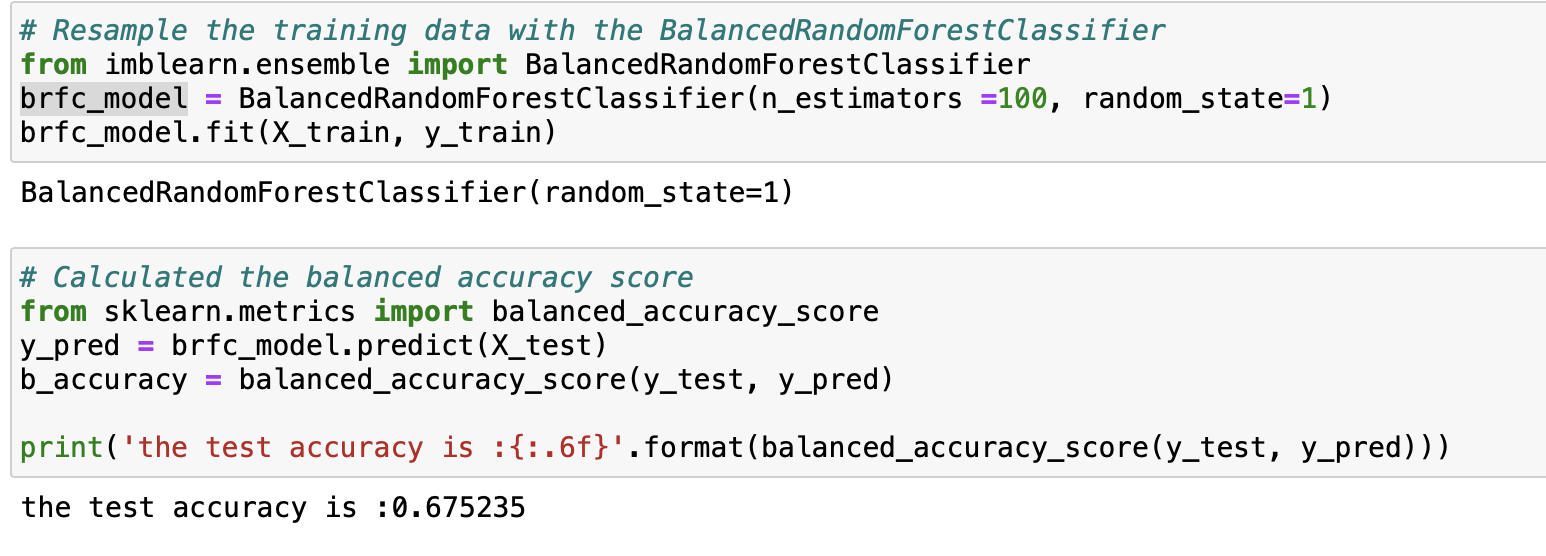 # Resample the training data with the BalancedRandomForestClassifier
from imblearn.ensemble import BalancedRandomForestClassifier
brfc_model = BalancedRandomForestClassifier(n_estimators =100, random_state=1)
brfc_model.fit(X_train, y_train)
BalancedRandomForestClassifier(random_state=1)
# Calculated the balanced accuracy score
from sklearn.metrics import balanced_accuracy_score
y_pred = brfc_model.predict(X_test)
b_accuracy = balanced_accuracy_score(y_test, y_pred)
print('the test accuracy is :{:.6f}'.format(balanced_accuracy_score(y_test, y_pred)))
the test accuracy is :0.675235